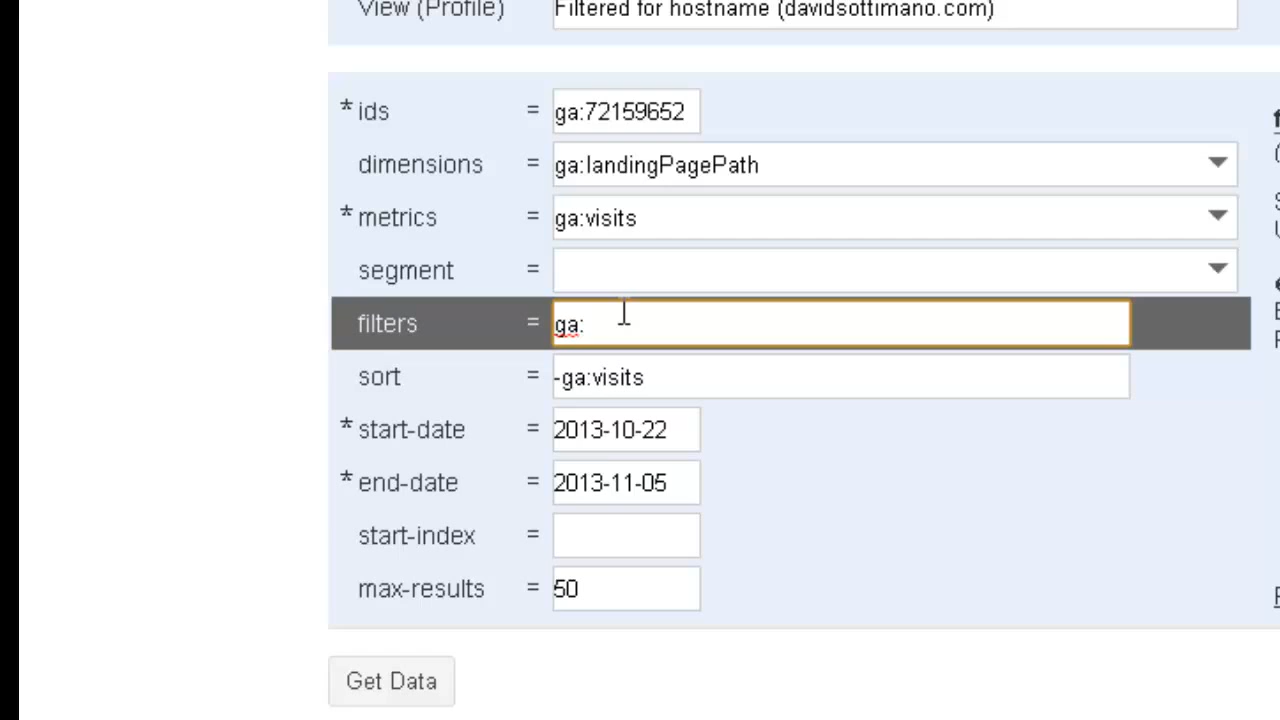 View (Profile) Filtered for hostname (davidsottimano.com)
* ids = ga:72159652
dimensions = ga:landingPagePath
* metrics = ga:visits
segment =
filters = ga:
sort = -ga:visits
* start-date = 2013-10-22
* end-date = 2013-11-05
start-index =
max-results = 50
Get Data